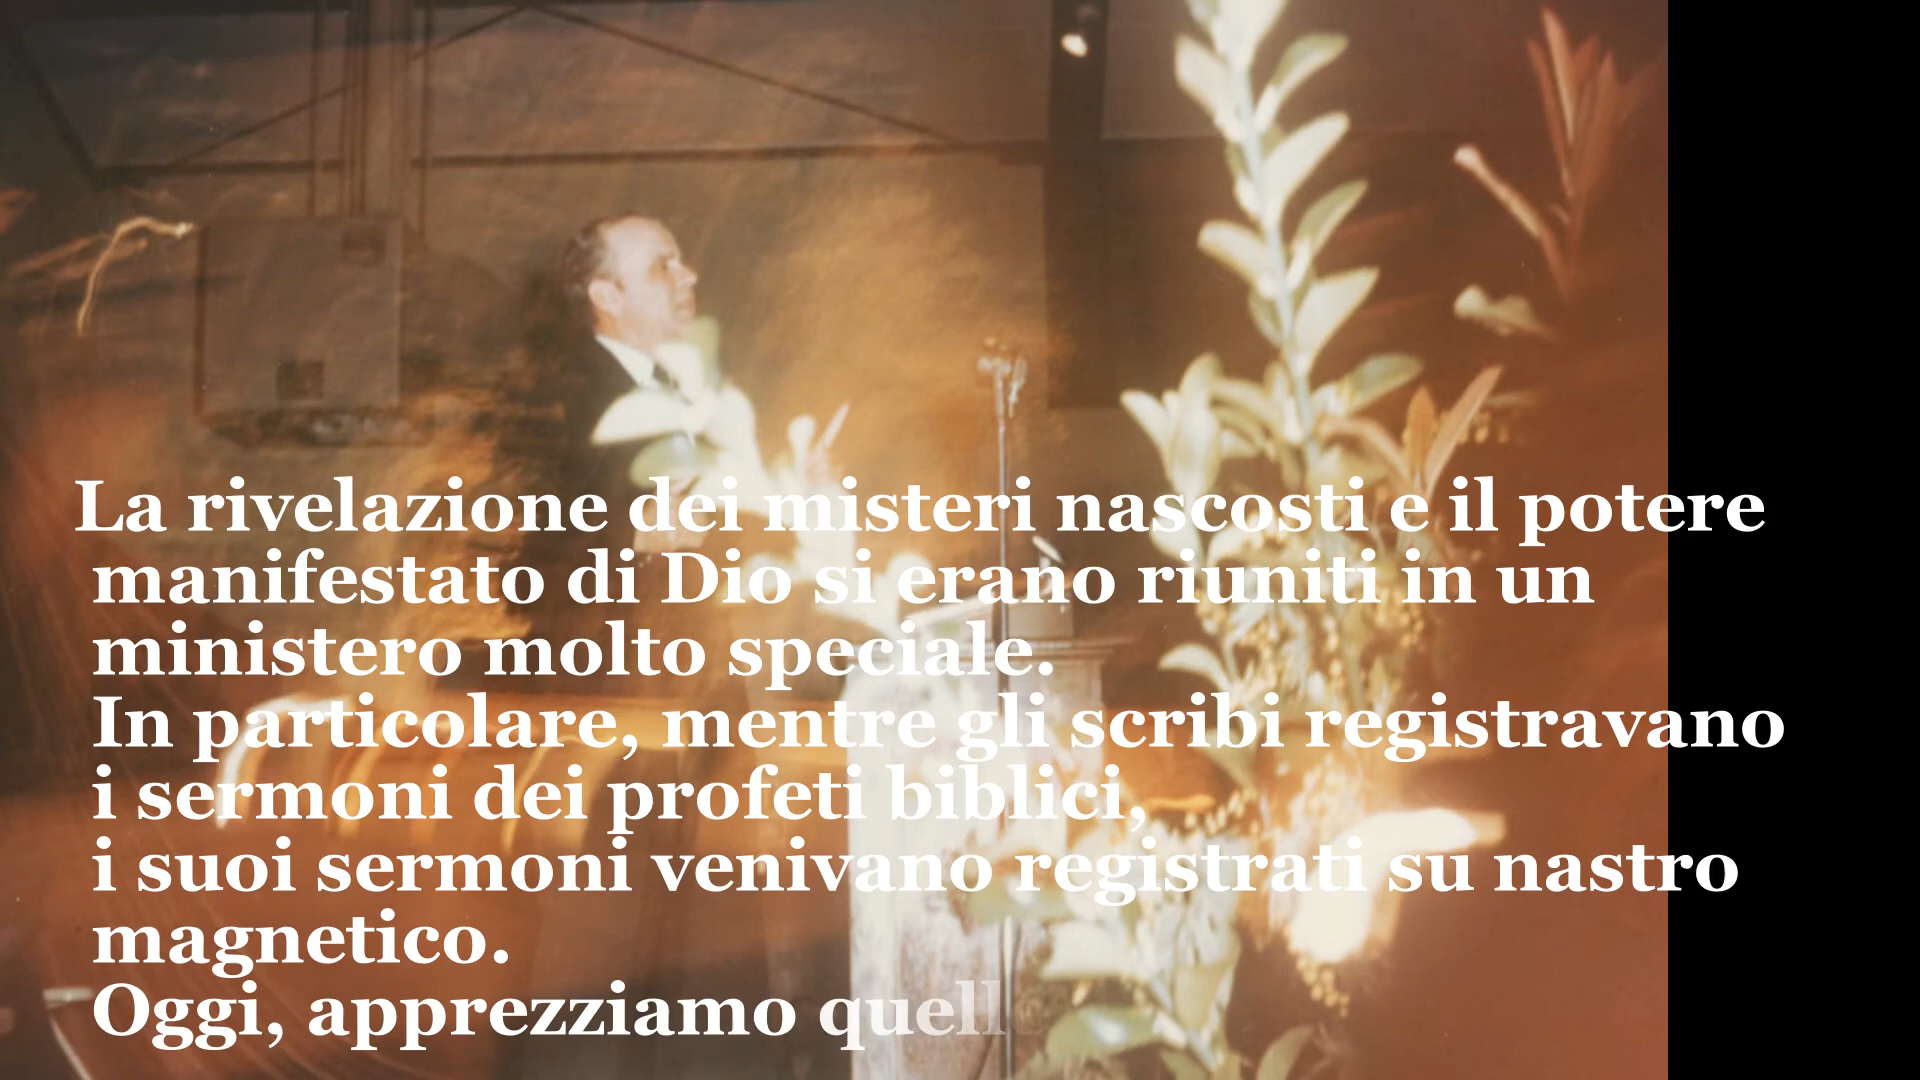 La rivelazione dei misteri nascosti e il potere
manifestato di Dio si erano riuniti in un
ministero molto speciale.
In particolare, mentre gli scribi registravano
i sermoni dei profeti biblici,
i suoi sermoni venivano registrati su nastro
magnetico.
Oggi, apprezziamo quell